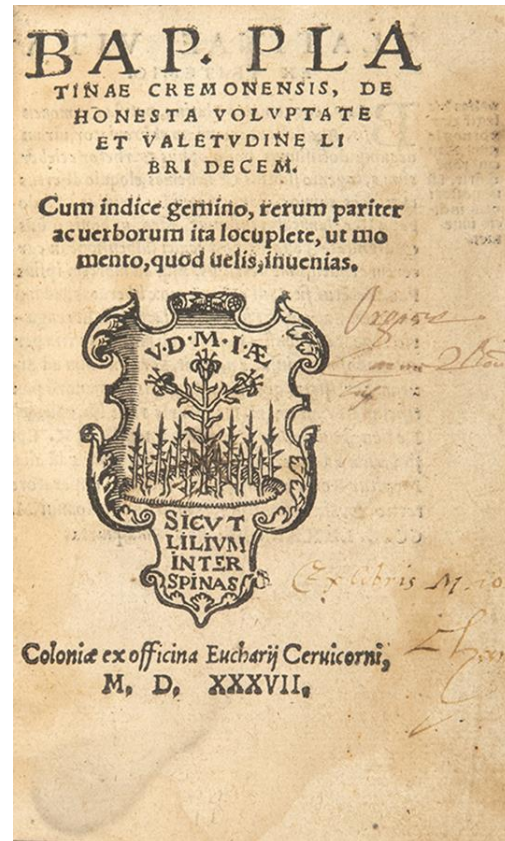 BAP. PLA
TINAE CREMONENSIS, DE
HONESTA VOLVPTATE
ET VALETVDINE LI
BRI DECEM.
Cum indice gemino, rerum pariter
ac uerborum ita locuplete, ut mo
mento, quod uelis, inuenias.
V·D·M·I·Æ
SICVT
LILIVM
INTER
SPINAS
Ex libris M.
Coloniæ ex officina Eucharij Ceruicorni,
M. D. XXXVII.